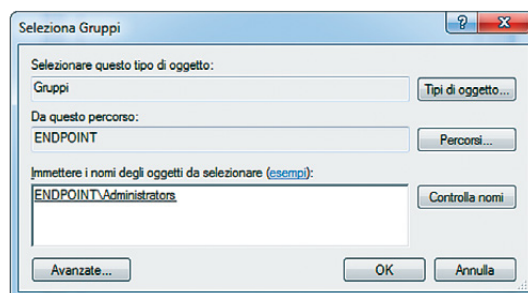 Seleziona Gruppi
Selezionare questo tipo di oggetto:
Gruppi
Tipi di oggetto...
Da questo percorso:
ENDPOINT
Percorsi...
Immettere i nomi degli oggetti da selezionare (esempi):
ENDPOINT\Administrators
Controlla nomi
Avanzate...
OK
Annulla